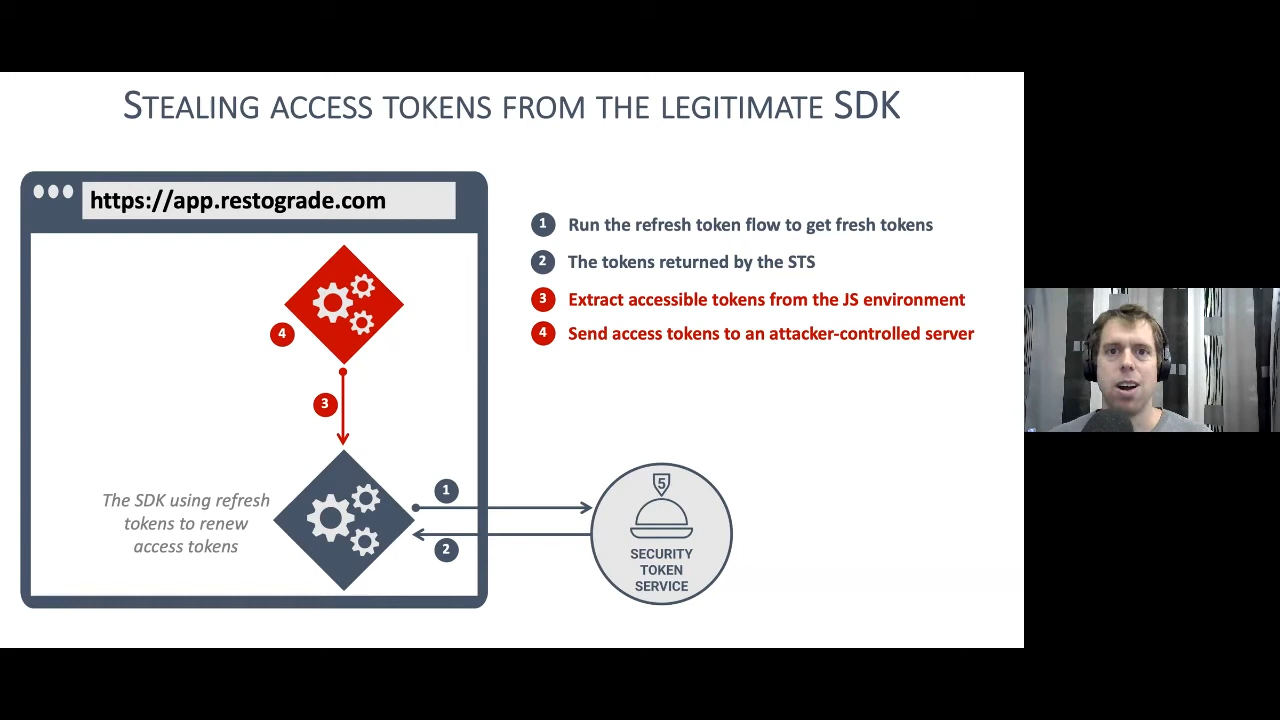 STEALING ACCESS TOKENS FROM THE LEGITIMATE SDK
https://app.restograde.com
1 Run the refresh token flow to get fresh tokens
2 The tokens returned by the STS
3 Extract accessible tokens from the JS environment
4 Send access tokens to an attacker-controlled server
4
3
The SDK using refresh
tokens to renew
access tokens
1
2
5
SECURITY
TOKEN
SERVICE